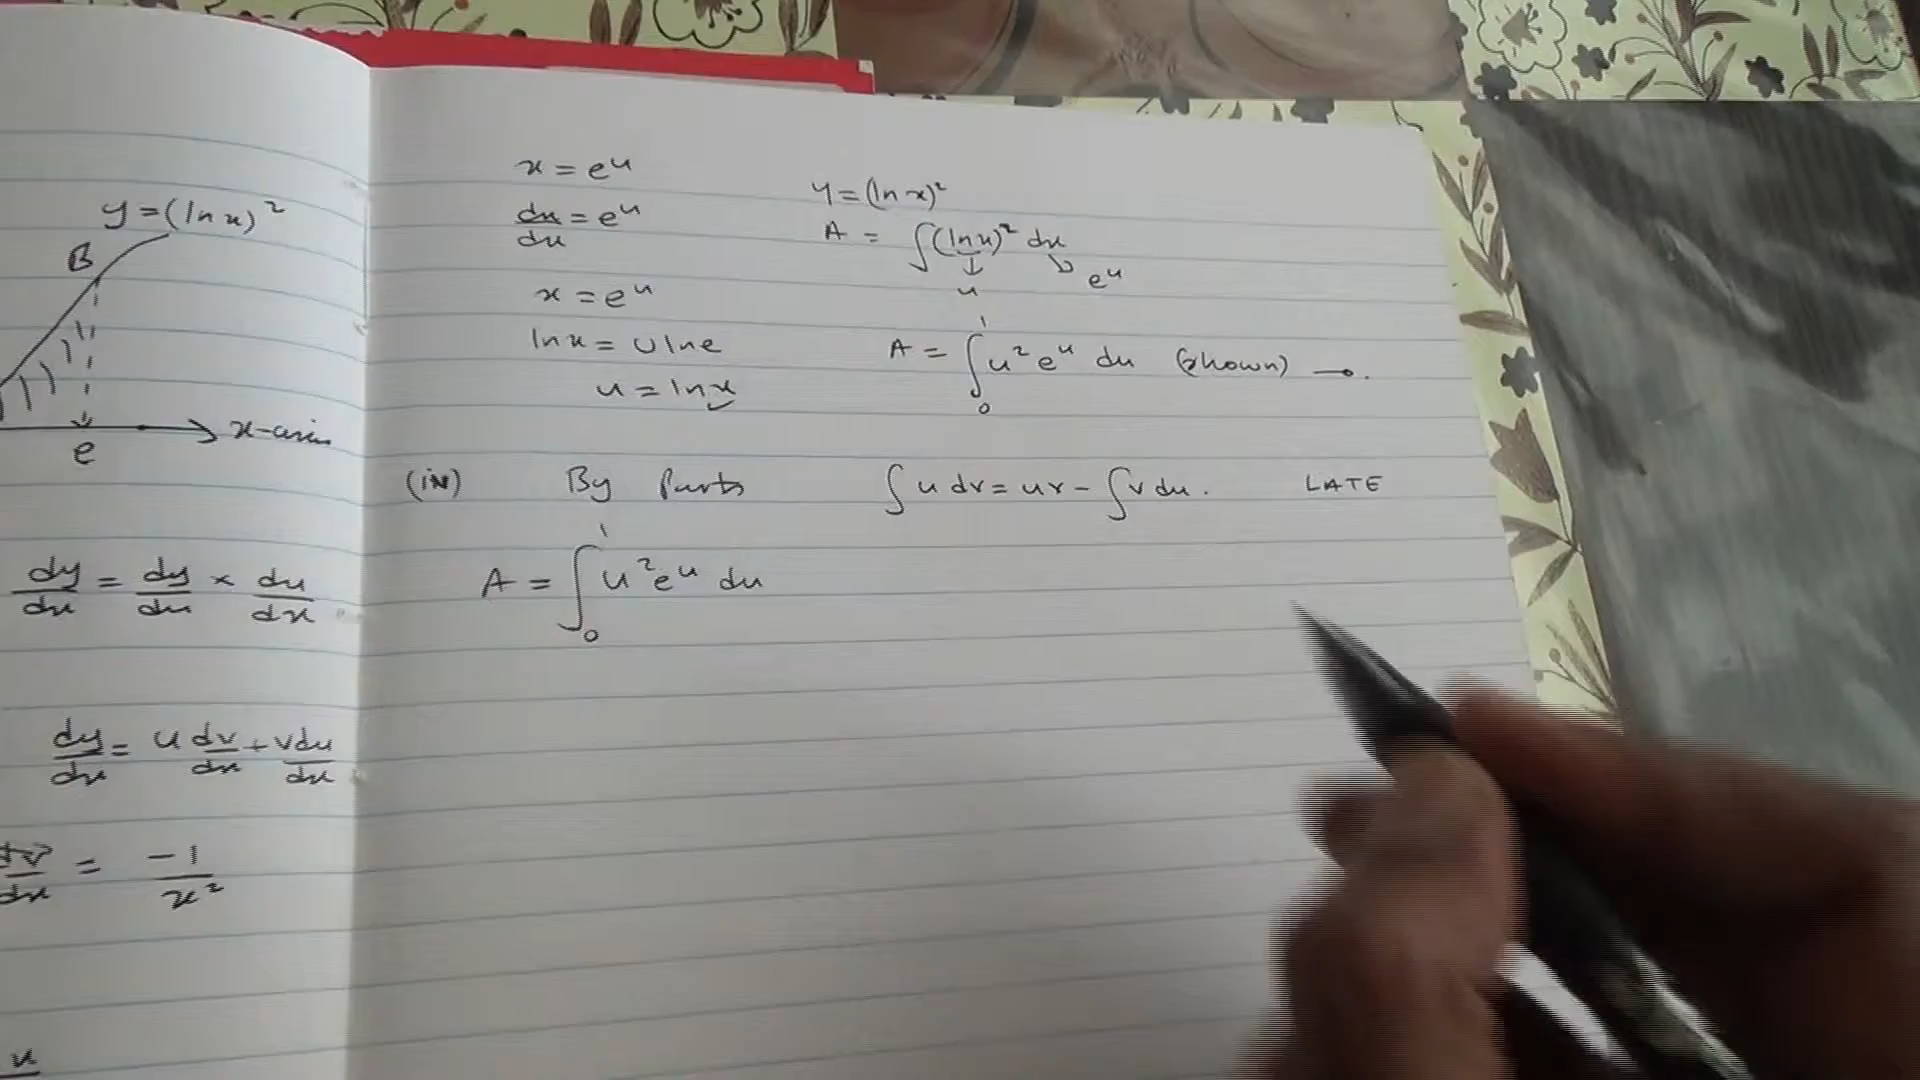 y = (ln x)²
B
x-axis
e
dy/du = dy/du × du/dx
dy/dx = u dv/dx + v du/dx
dv/dx = -1/x²
u
x = e^u
dx/du = e^u
x = e^u
ln x = u ln e
u = ln x
y = (ln x)²
A = ∫(ln x)² dx
u
e^u
A = ∫₀¹ u² e^u du (shown)
(iv) By Parts ∫ u dv = uv - ∫ v du. LATE
A = ∫₀¹ u² e^u du